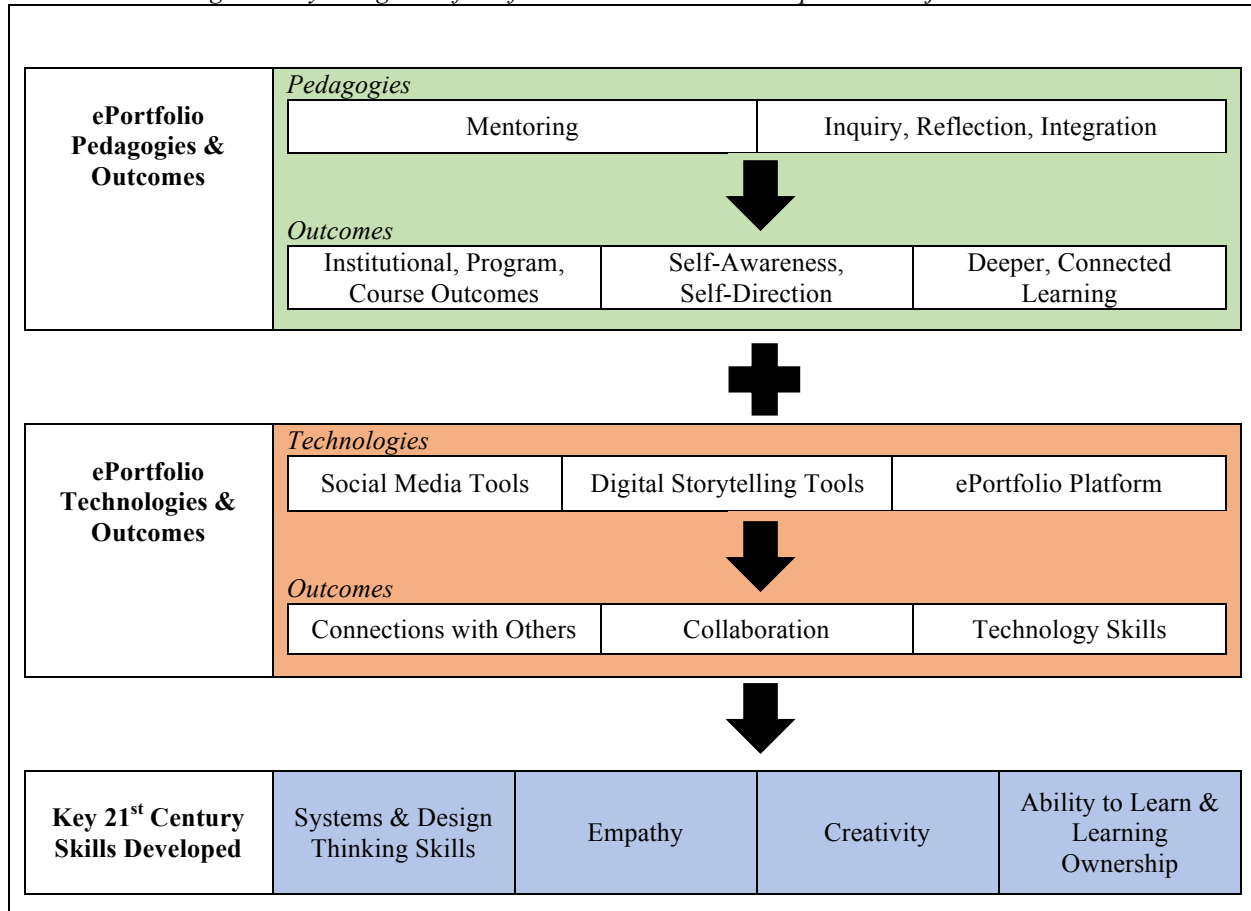 ePortfolio
Pedagogies &
Outcomes
Pedagogies
Mentoring
Inquiry, Reflection, Integration
Outcomes
Institutional, Program,
Course Outcomes
Self-Awareness,
Self-Direction
Deeper, Connected
Learning
ePortfolio
Technologies &
Outcomes
Technologies
Social Media Tools
Digital Storytelling Tools
ePortfolio Platform
Outcomes
Connections with Others
Collaboration
Technology Skills
Key 21st Century
Skills Developed
Systems & Design
Thinking Skills
Empathy
Creativity
Ability to Learn &
Learning
Ownership